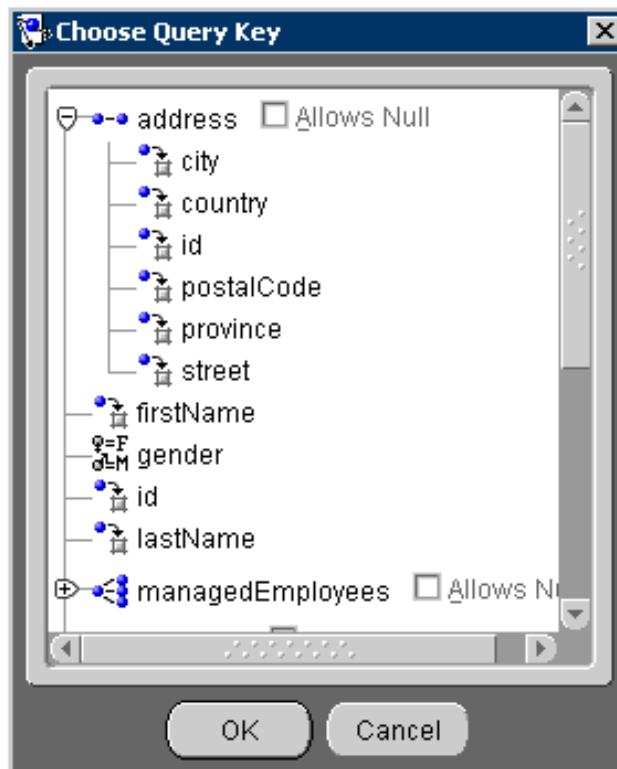 Choose Query Key
address Allows Null
city
country
id
postalCode
province
street
firstName
♀=F
♂=M gender
id
lastName
managedEmployees Allows
OK Cancel